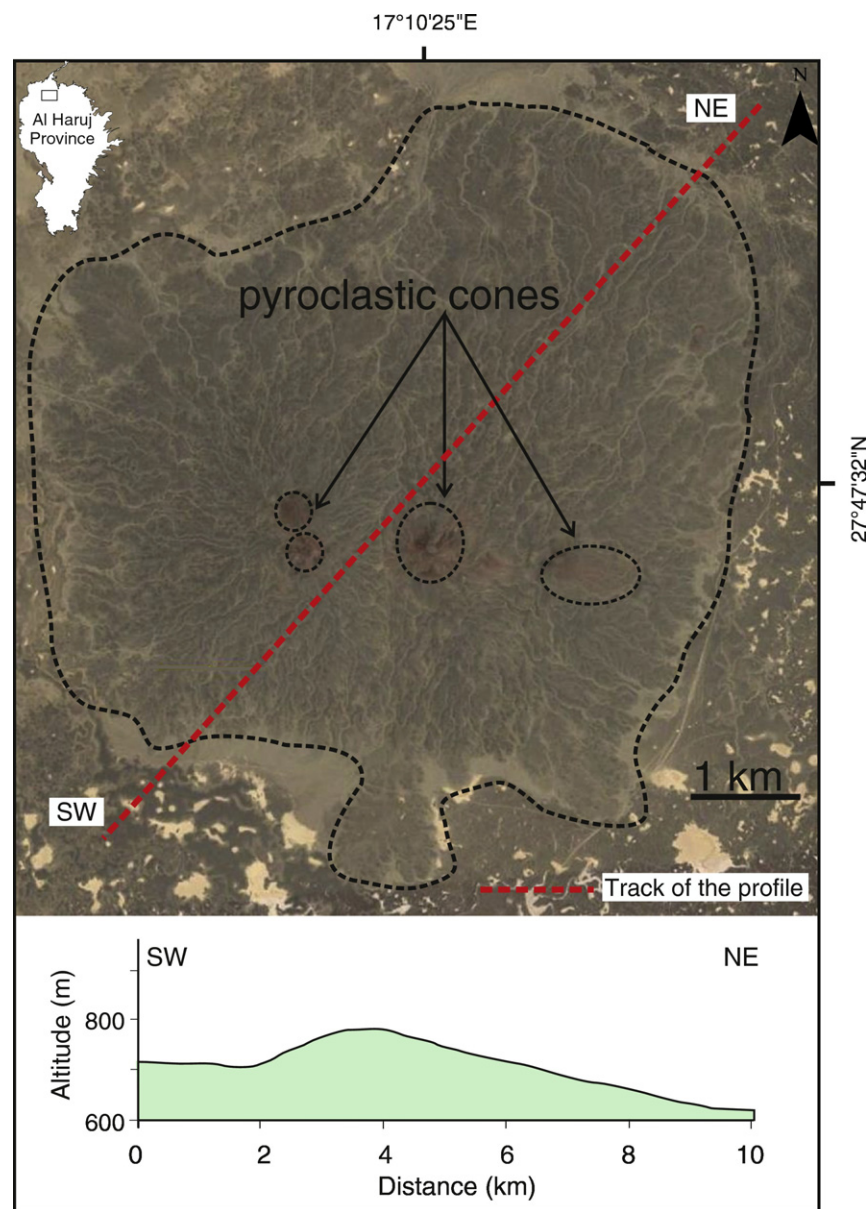 17°10'25"E
N
Al Haruj
Province
NE
pyroclastic cones
27°47'32"N
1 km
SW
Track of the profile
SW
NE
Altitude (m)
800
600
0 2 4 6 8 10
Distance (km)